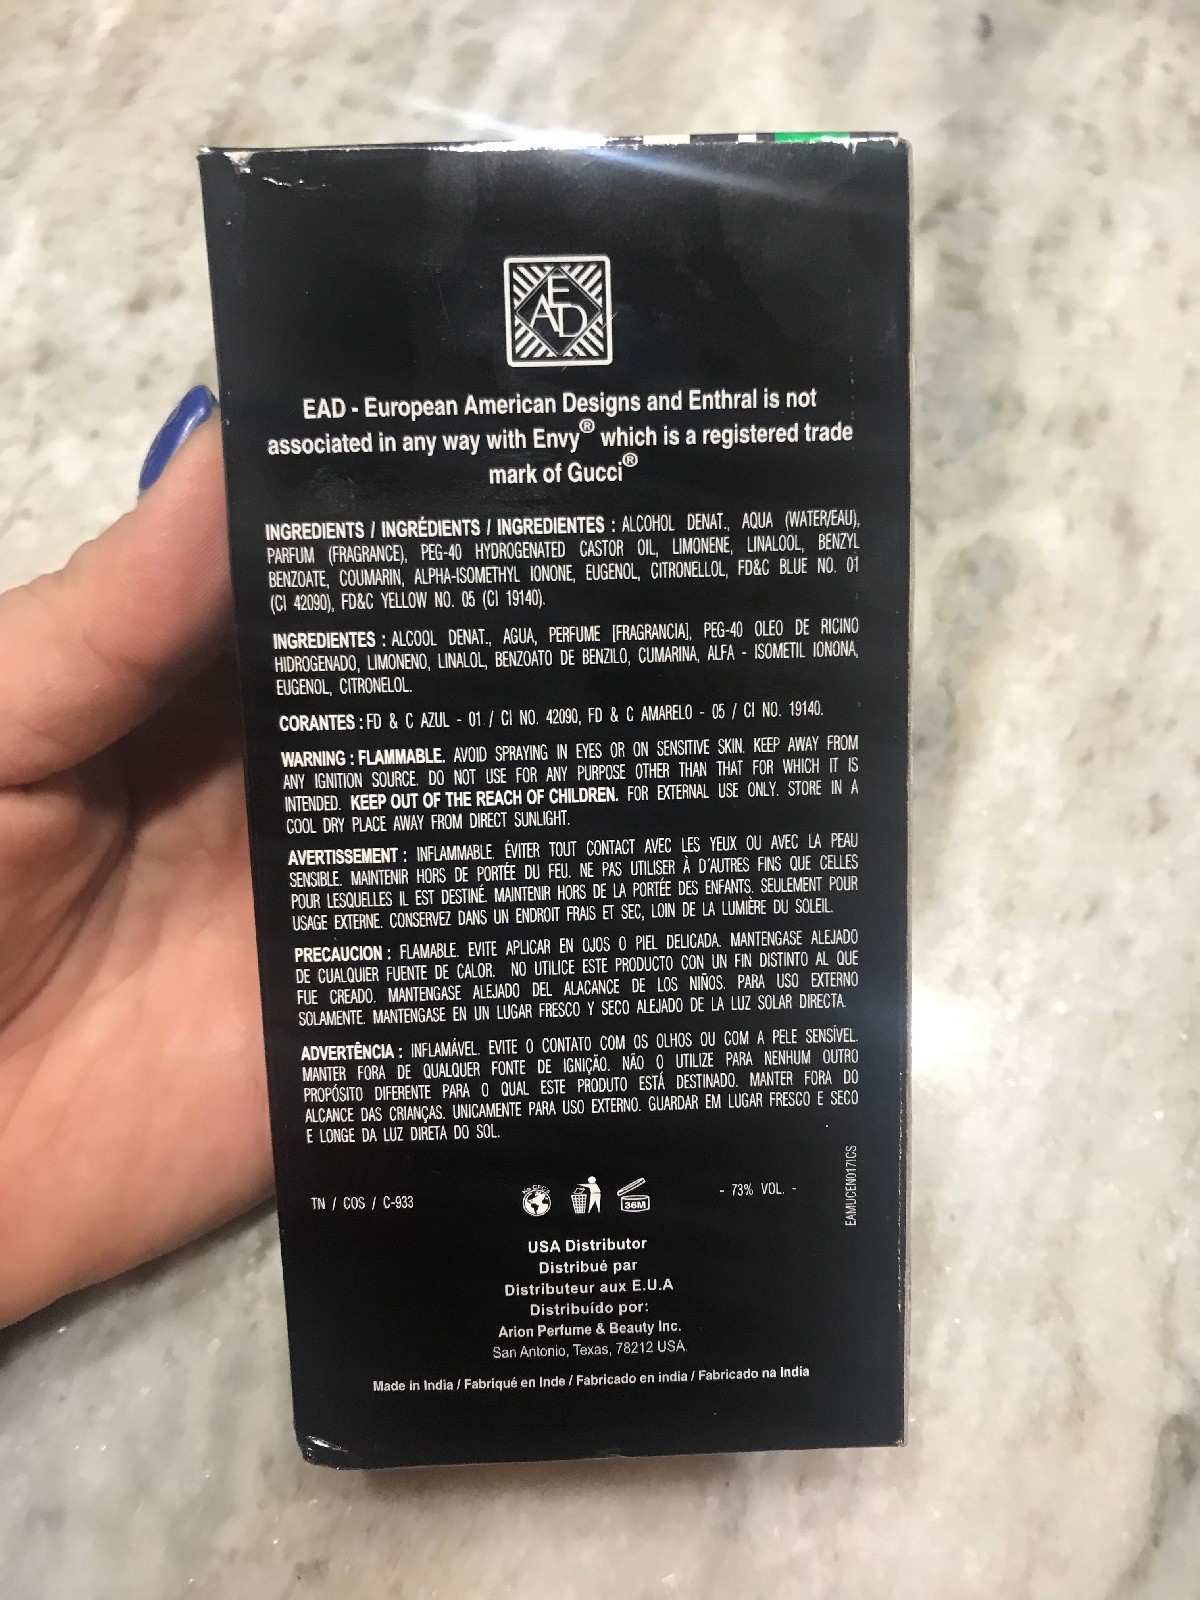 EAD
EAD - European American Designs and Enthral is not
associated in any way with Envy® which is a registered trade
mark of Gucci®
INGREDIENTS / INGRÉDIENTS / INGREDIENTES : ALCOHOL DENAT., AQUA (WATER/EAU),
PARFUM (FRAGRANCE), PEG-40 HYDROGENATED CASTOR OIL, LIMONENE, LINALOOL, BENZYL
BENZOATE, COUMARIN, ALPHA-ISOMETHYL IONONE, EUGENOL, CITRONELLOL, FD&C BLUE NO. 01
(CI 42090), FD&C YELLOW NO. 05 (CI 19140).
INGREDIENTES : ALCOOL DENAT., AGUA, PERFUME [FRAGRANCIA], PEG-40 OLEO DE RICINO
HIDROGENADO, LIMONENO, LINALOL, BENZOATO DE BENZILO, CUMARINA, ALFA - ISOMETIL IONONA,
EUGENOL, CITRONELOL.
CORANTES : FD & C AZUL - 01 / CI NO. 42090, FD & C AMARELO - 05 / CI NO. 19140.
WARNING : FLAMMABLE. AVOID SPRAYING IN EYES OR ON SENSITIVE SKIN. KEEP AWAY FROM
ANY IGNITION SOURCE. DO NOT USE FOR ANY PURPOSE OTHER THAN THAT FOR WHICH IT IS
INTENDED. KEEP OUT OF THE REACH OF CHILDREN. FOR EXTERNAL USE ONLY. STORE IN A
COOL DRY PLACE AWAY FROM DIRECT SUNLIGHT.
AVERTISSEMENT : INFLAMMABLE. ÉVITER TOUT CONTACT AVEC LES YEUX OU AVEC LA PEAU
SENSIBLE. MAINTENIR HORS DE PORTÉE DU FEU. NE PAS UTILISER À D'AUTRES FINS QUE CELLES
POUR LESQUELLES IL EST DESTINÉ. MAINTENIR HORS DE LA PORTÉE DES ENFANTS. SEULEMENT POUR
USAGE EXTERNE. CONSERVEZ DANS UN ENDROIT FRAIS ET SEC, LOIN DE LA LUMIÈRE DU SOLEIL.
PRECAUCION : FLAMABLE. EVITE APLICAR EN OJOS O PIEL DELICADA. MANTENGASE ALEJADO
DE CUALQUIER FUENTE DE CALOR. NO UTILICE ESTE PRODUCTO CON UN FIN DISTINTO AL QUE
FUE CREADO. MANTENGASE ALEJADO DEL ALACANCE DE LOS NIÑOS. PARA USO EXTERNO
SOLAMENTE. MANTENGASE EN UN LUGAR FRESCO Y SECO ALEJADO DE LA LUZ SOLAR DIRECTA.
ADVERTÊNCIA : INFLAMÁVEL. EVITE O CONTATO COM OS OLHOS OU COM A PELE SENSÍVEL.
MANTER FORA DE QUALQUER FONTE DE IGNIÇÃO. NÃO O UTILIZE PARA NENHUM OUTRO
PROPÓSITO DIFERENTE PARA O QUAL ESTE PRODUTO ESTÁ DESTINADO. MANTER FORA DO
ALCANCE DAS CRIANÇAS. UNICAMENTE PARA USO EXTERNO. GUARDAR EM LUGAR FRESCO E SECO
E LONGE DA LUZ DIRETA DO SOL.
TN / COS / C-933
NO CFC's
36M
- 73% VOL. -
EAMUCEN017ICS
USA Distributor
Distribué par
Distributeur aux E.U.A
Distribuído por:
Arion Perfume & Beauty Inc.
San Antonio, Texas, 78212 USA.
Made in India / Fabriqué en Inde / Fabricado en india / Fabricado na India